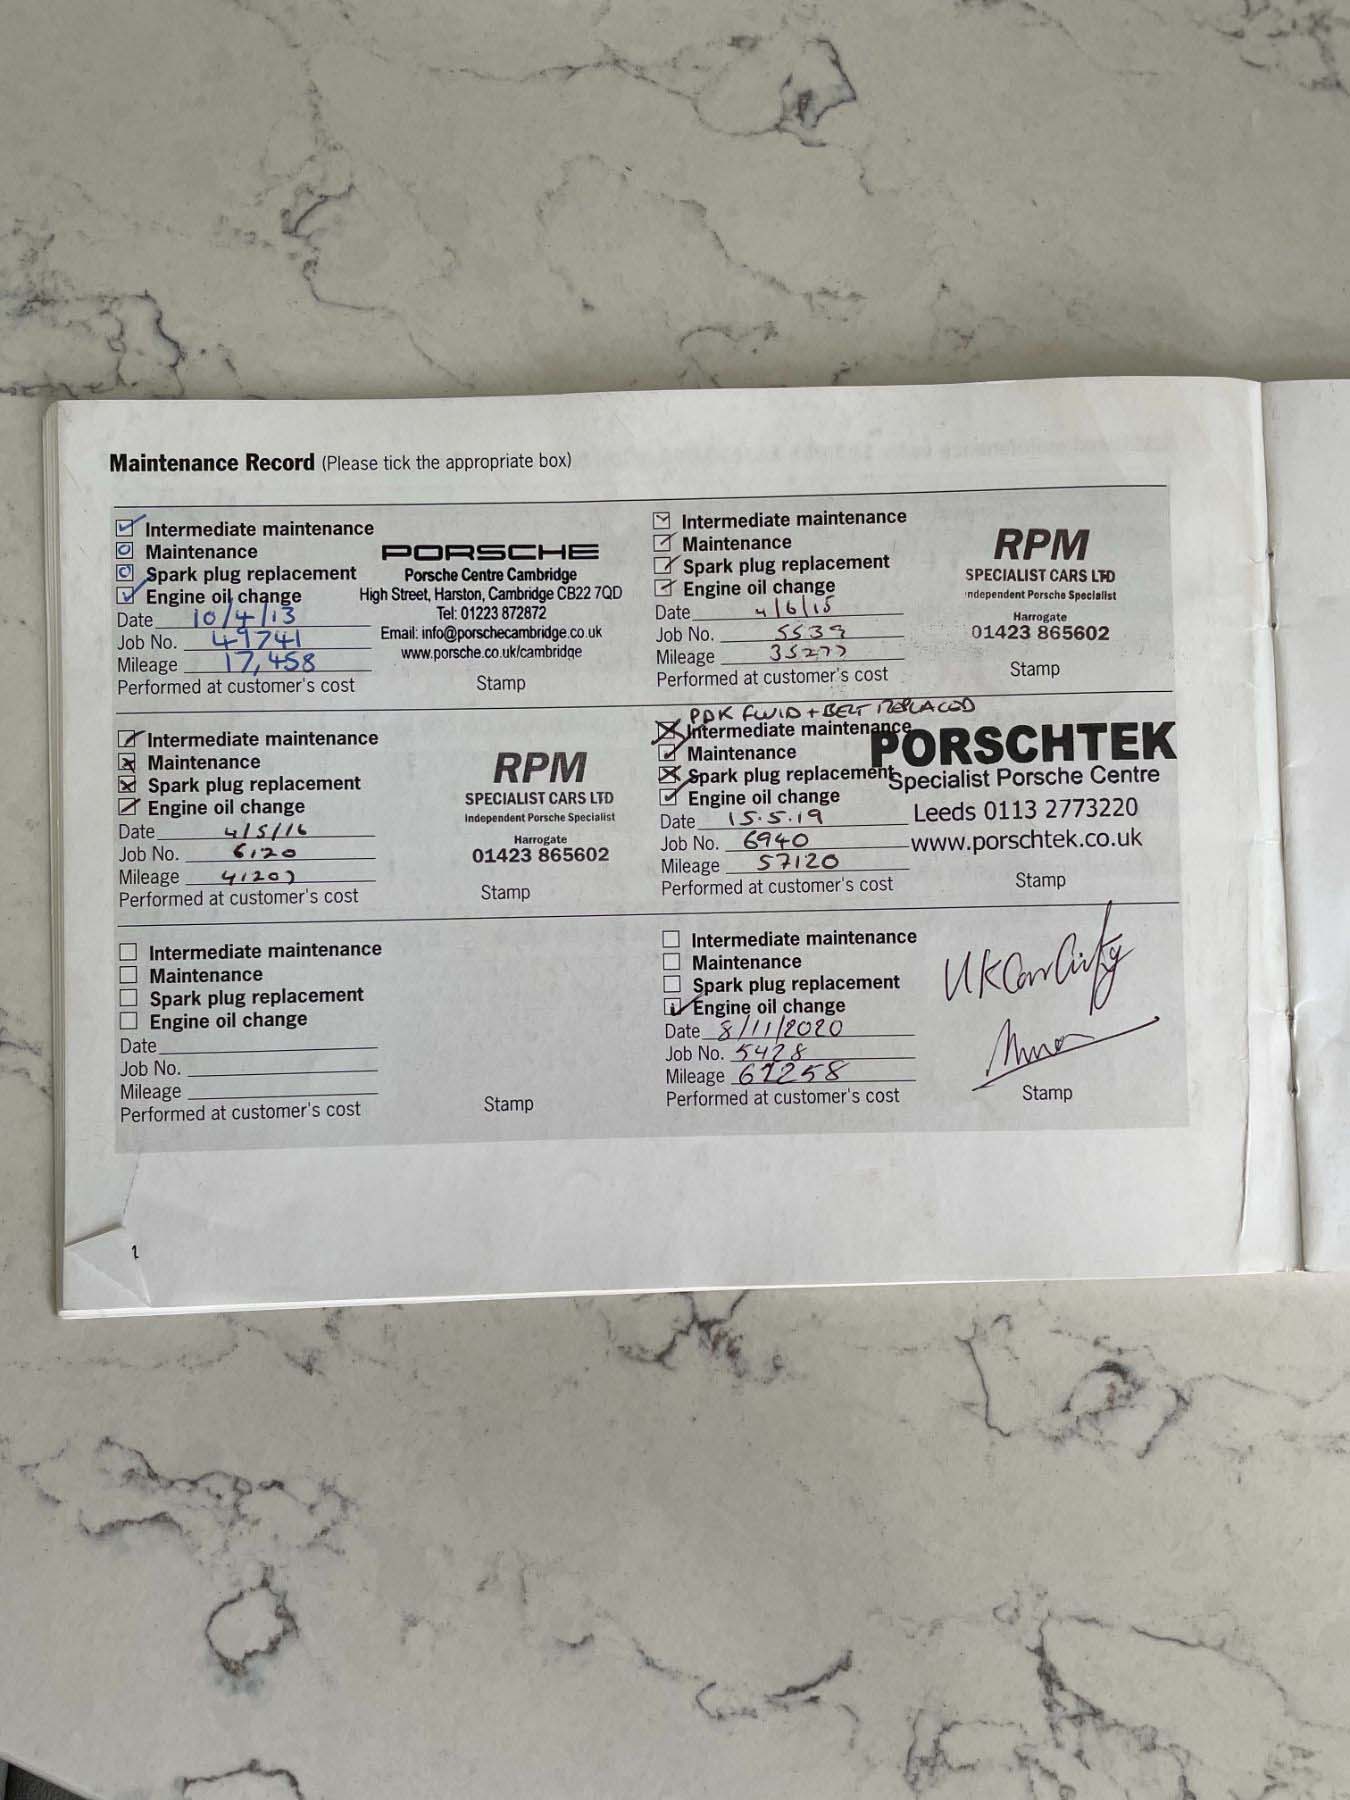 Maintenance Record (Please tick the appropriate box)
Intermediate maintenance
Maintenance
Spark plug replacement
Engine oil change
Date 10/4/13
Job No. 49741
Mileage 17,458
Performed at customer's cost
PORSCHE
Porsche Centre Cambridge
High Street, Harston, Cambridge CB22 7QD
Tel: 01223 872872
Email: info@porschecambridge.co.uk
www.porsche.co.uk/cambridge
Stamp
Intermediate maintenance
Maintenance
Spark plug replacement
Engine oil change
Date 4/6/15
Job No. 5539
Mileage 35277
Performed at customer's cost
RPM
SPECIALIST CARS LTD
Independent Porsche Specialist
Harrogate
01423 865602
Stamp
Intermediate maintenance
Maintenance
Spark plug replacement
Engine oil change
Date 4/5/16
Job No. 6120
Mileage 41207
Performed at customer's cost
RPM
SPECIALIST CARS LTD
Independent Porsche Specialist
Harrogate
01423 865602
Stamp
PDK FLUID + BELT REPLACED
Intermediate maintenance
Maintenance
Spark plug replacement
Engine oil change
Date 15.5.19
Job No. 6940
Mileage 57120
Performed at customer's cost
PORSCHTEK
Specialist Porsche Centre
Leeds 0113 2773220
www.porschtek.co.uk
Stamp
Intermediate maintenance
Maintenance
Spark plug replacement
Engine oil change
Date
Job No.
Mileage
Performed at customer's cost
Stamp
Intermediate maintenance
Maintenance
Spark plug replacement
Engine oil change
Date 8/11/2020
Job No. 5428
Mileage 62258
Performed at customer's cost
Stamp